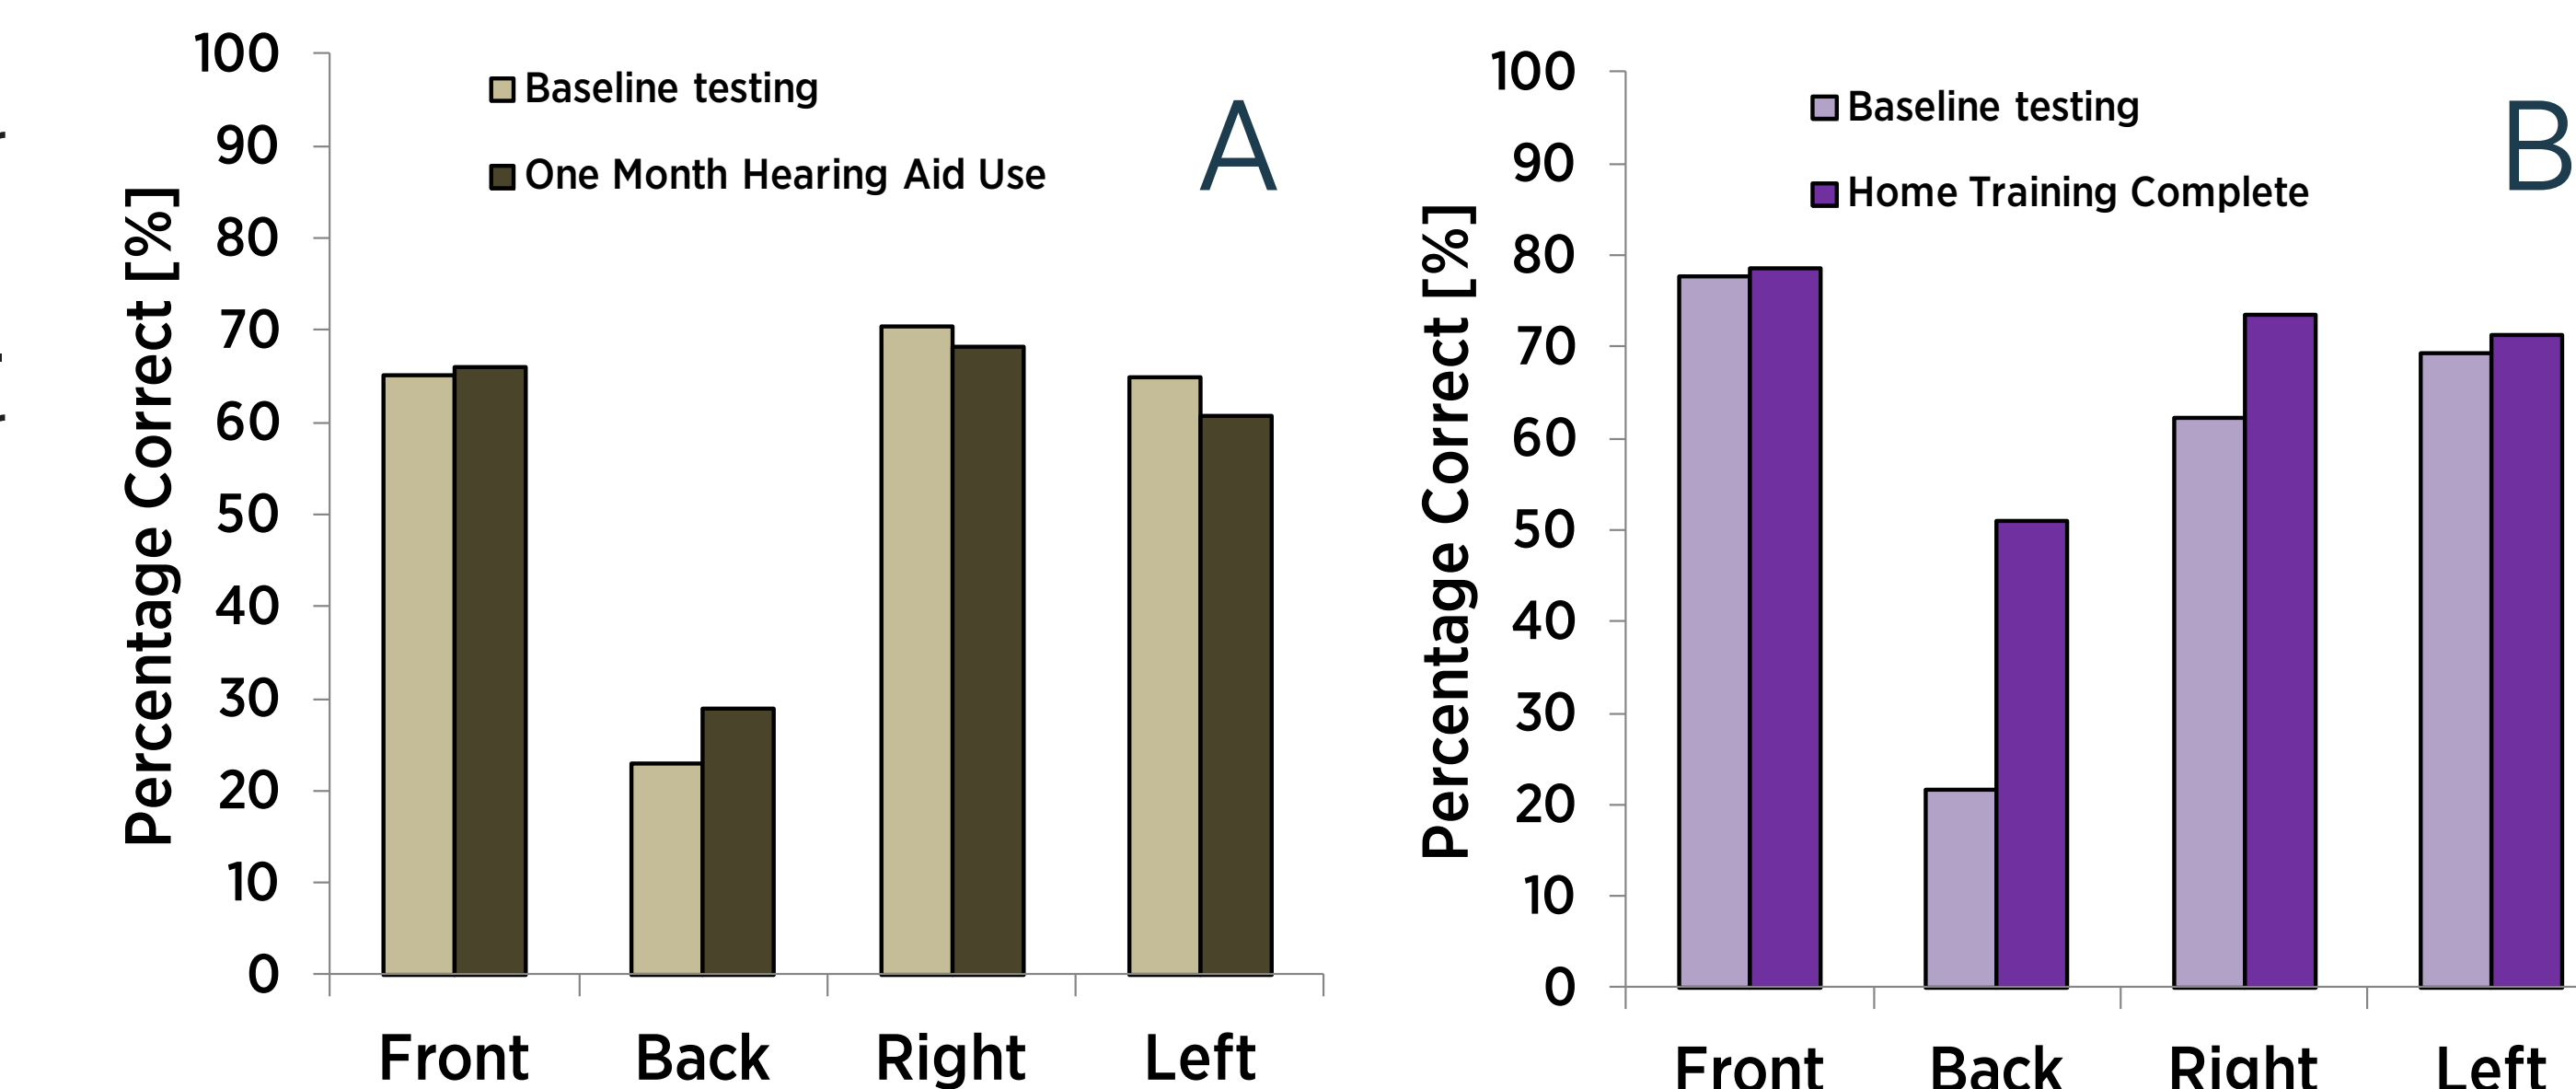 100
90
80
70
60
50
40
30
20
10
0
Percentage Correct [%]
Baseline testing
One Month Hearing Aid Use
A
Front Back Right Left
100
90
80
70
60
50
40
30
20
10
0
Percentage Correct [%]
Baseline testing
Home Training Complete
B
Front Back Right Left